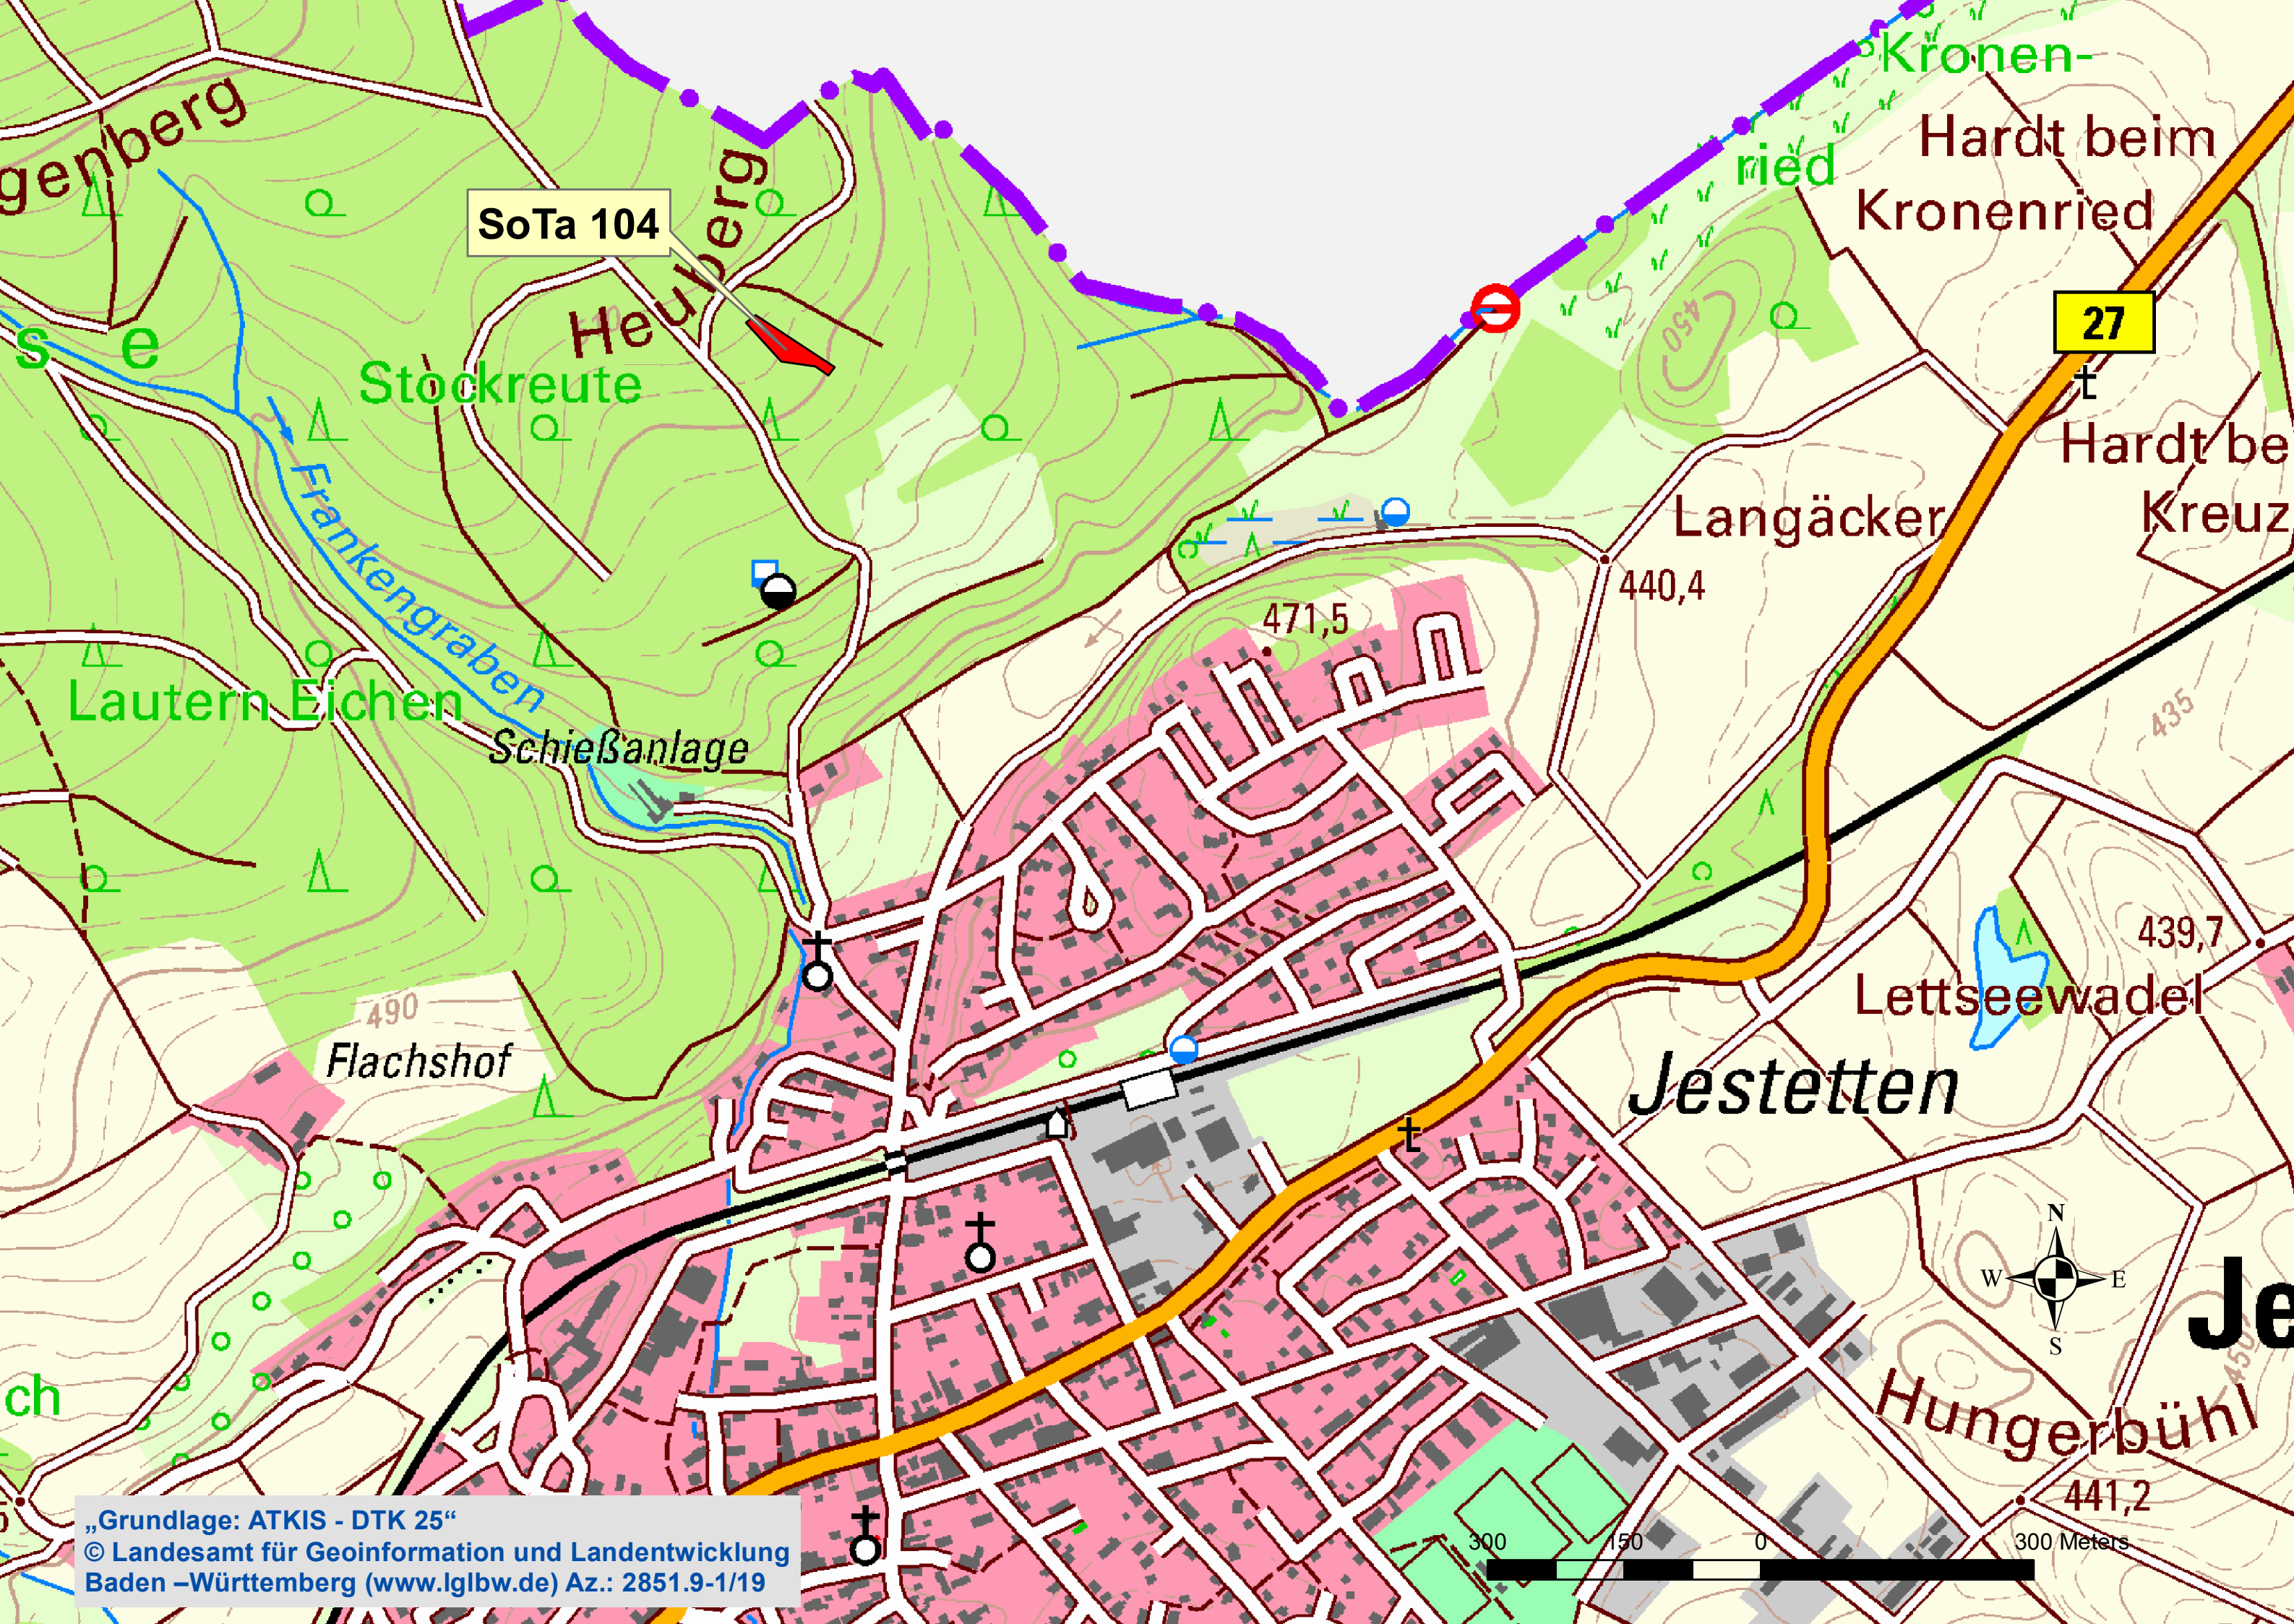 Kronen-
ried
Hardt beim
Kronenried
genberg
SoTa 104
Heuberg
27
450
s e
Stockreute
Hardt be
Kreuz
Langäcker
440,4
Frankengraben
471,5
Lautern Eichen
Schießanlage
435
439,7
Lettseewadel
490
Flachshof
Jestetten
N
W
E
S
Je
450
ch
Hungerbühl
441,2
„Grundlage: ATKIS - DTK 25“
© Landesamt für Geoinformation und Landentwicklung
Baden –Württemberg (www.lglbw.de) Az.: 2851.9-1/19
300 150 0 300 Meters